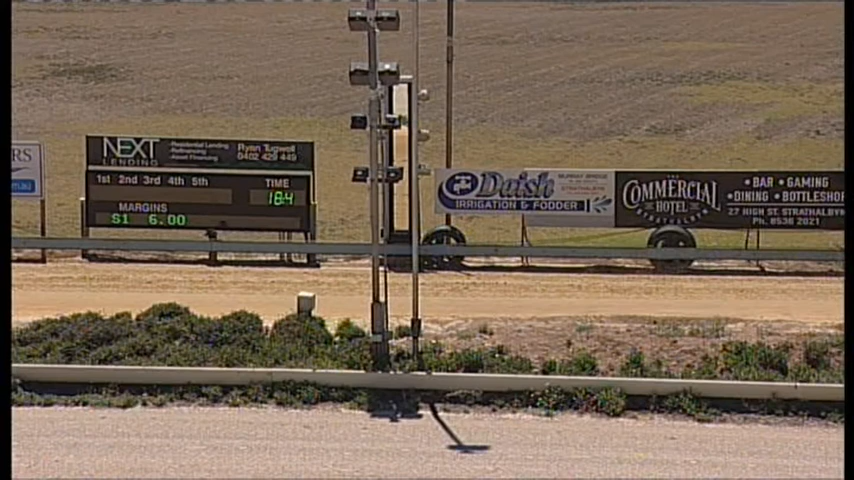 RS
NEXT
LENDING
-Residential Lending
-Refinancing
-Asset Financing
Ryan Tugwell
0402 429 449
1st 2nd 3rd 4th 5th
TIME
18.4
MARGINS
S1 6.00
Daish
IRRIGATION & FODDER
MURRAY BRIDGE
STRATHALBYN
COMMERCIAL
HOTEL
STRATHALBYN
• BAR • GAMING
• DINING • BOTTLESHOP
27 HIGH ST. STRATHALBYN
PH. 8536 2021